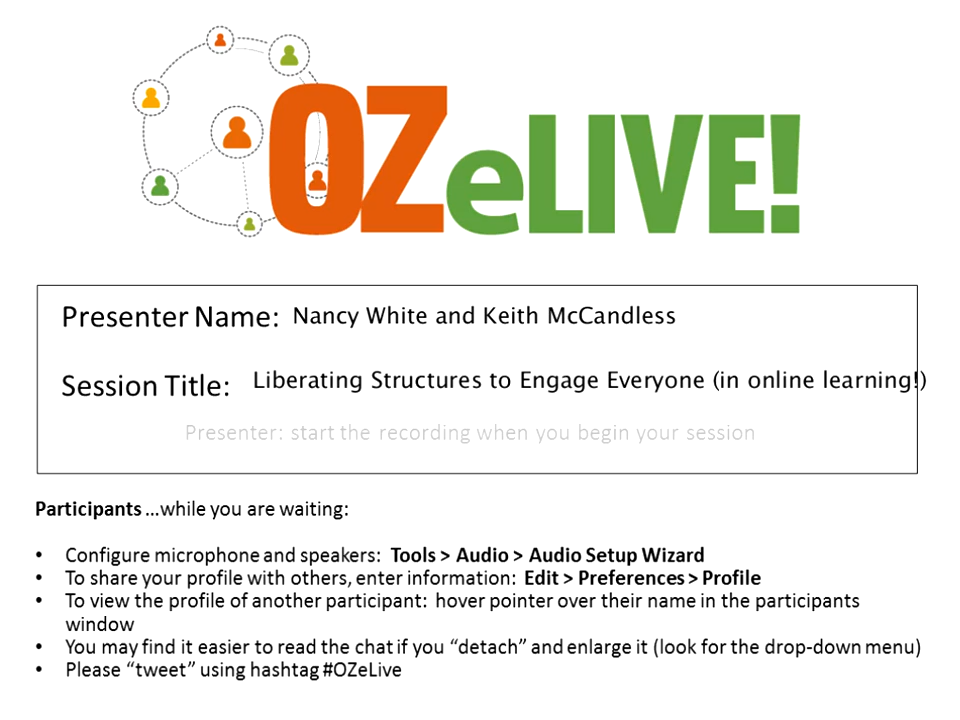 OZeLIVE!
Presenter Name: Nancy White and Keith McCandless
Session Title: Liberating Structures to Engage Everyone (in online learning!)
Presenter: start the recording when you begin your session
Participants ...while you are waiting:
• Configure microphone and speakers: Tools > Audio > Audio Setup Wizard
• To share your profile with others, enter information: Edit > Preferences > Profile
• To view the profile of another participant: hover pointer over their name in the participants
window
• You may find it easier to read the chat if you “detach” and enlarge it (look for the drop-down menu)
• Please “tweet” using hashtag #OZeLive